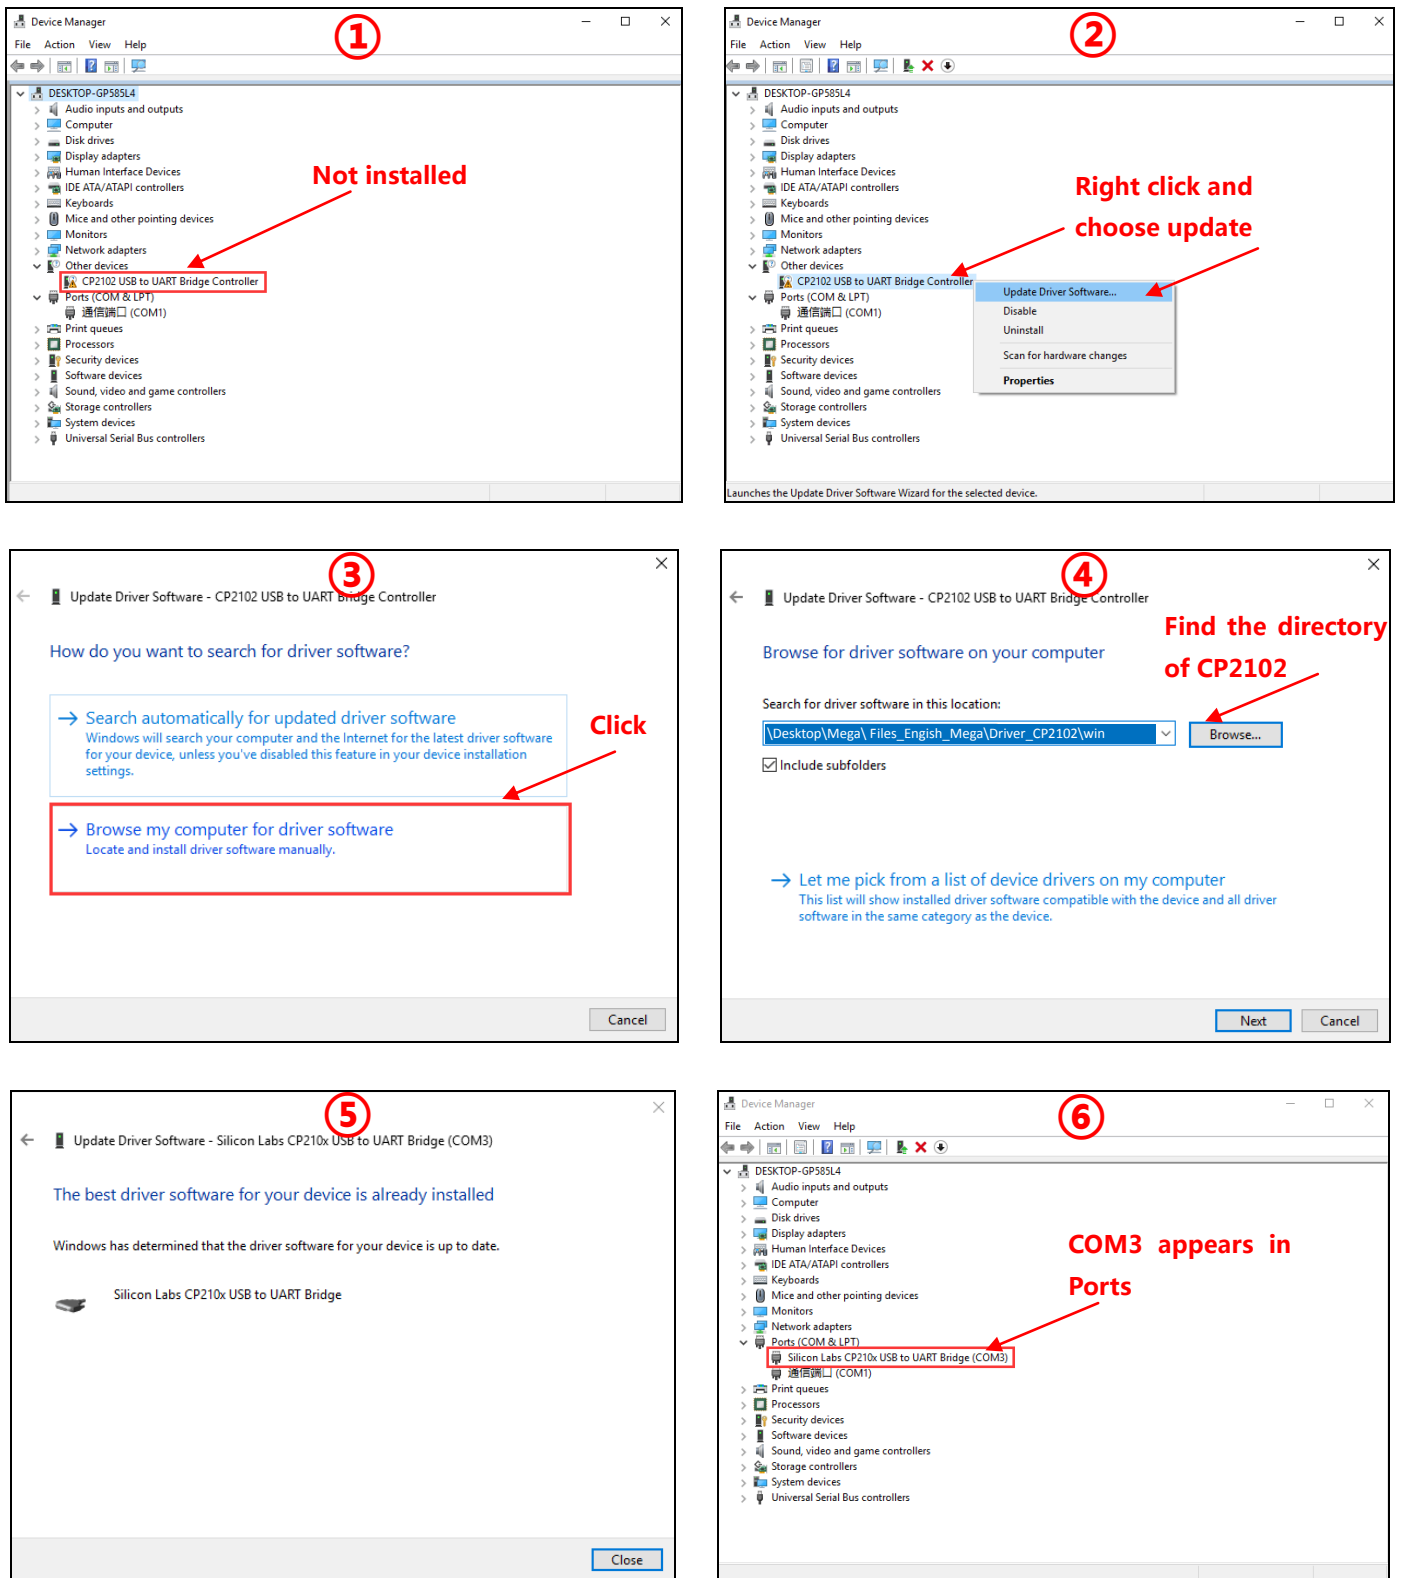 Device Manager
①
File Action View Help
DESKTOP-GP585L4
Audio inputs and outputs
Computer
Disk drives
Display adapters
Human Interface Devices
IDE ATA/ATAPI controllers
Keyboards
Mice and other pointing devices
Monitors
Network adapters
Other devices
CP2102 USB to UART Bridge Controller
Ports (COM & LPT)
通信端口 (COM1)
Print queues
Processors
Security devices
Software devices
Sound, video and game controllers
Storage controllers
System devices
Universal Serial Bus controllers
Not installed
Device Manager
②
File Action View Help
DESKTOP-GP585L4
Audio inputs and outputs
Computer
Disk drives
Display adapters
Human Interface Devices
IDE ATA/ATAPI controllers
Keyboards
Mice and other pointing devices
Monitors
Network adapters
Other devices
CP2102 USB to UART Bridge Controller
Ports (COM & LPT)
通信端口 (COM1)
Print queues
Processors
Security devices
Software devices
Sound, video and game controllers
Storage controllers
System devices
Universal Serial Bus controllers
Right click and
choose update
Update Driver Software...
Disable
Uninstall
Scan for hardware changes
Properties
Launches the Update Driver Software Wizard for the selected device.
③
Update Driver Software - CP2102 USB to UART Bridge Controller
How do you want to search for driver software?
Search automatically for updated driver software
Windows will search your computer and the Internet for the latest driver software
for your device, unless you've disabled this feature in your device installation
settings.
Click
Browse my computer for driver software
Locate and install driver software manually.
Cancel
④
Update Driver Software - CP2102 USB to UART Bridge Controller
Find the directory
of CP2102
Browse for driver software on your computer
Search for driver software in this location:
\Desktop\Mega\ Files_Engish_Mega\Driver_CP2102\win
Browse...
Include subfolders
Let me pick from a list of device drivers on my computer
This list will show installed driver software compatible with the device and all driver
software in the same category as the device.
Next Cancel
⑤
Update Driver Software - Silicon Labs CP210x USB to UART Bridge (COM3)
The best driver software for your device is already installed
Windows has determined that the driver software for your device is up to date.
Silicon Labs CP210x USB to UART Bridge
Close
Device Manager
⑥
File Action View Help
DESKTOP-GP585L4
Audio inputs and outputs
Computer
Disk drives
Display adapters
Human Interface Devices
IDE ATA/ATAPI controllers
Keyboards
Mice and other pointing devices
Monitors
Network adapters
Ports (COM & LPT)
Silicon Labs CP210x USB to UART Bridge (COM3)
通信端口 (COM1)
Print queues
Processors
Security devices
Software devices
Sound, video and game controllers
Storage controllers
System devices
Universal Serial Bus controllers
COM3 appears in
Ports